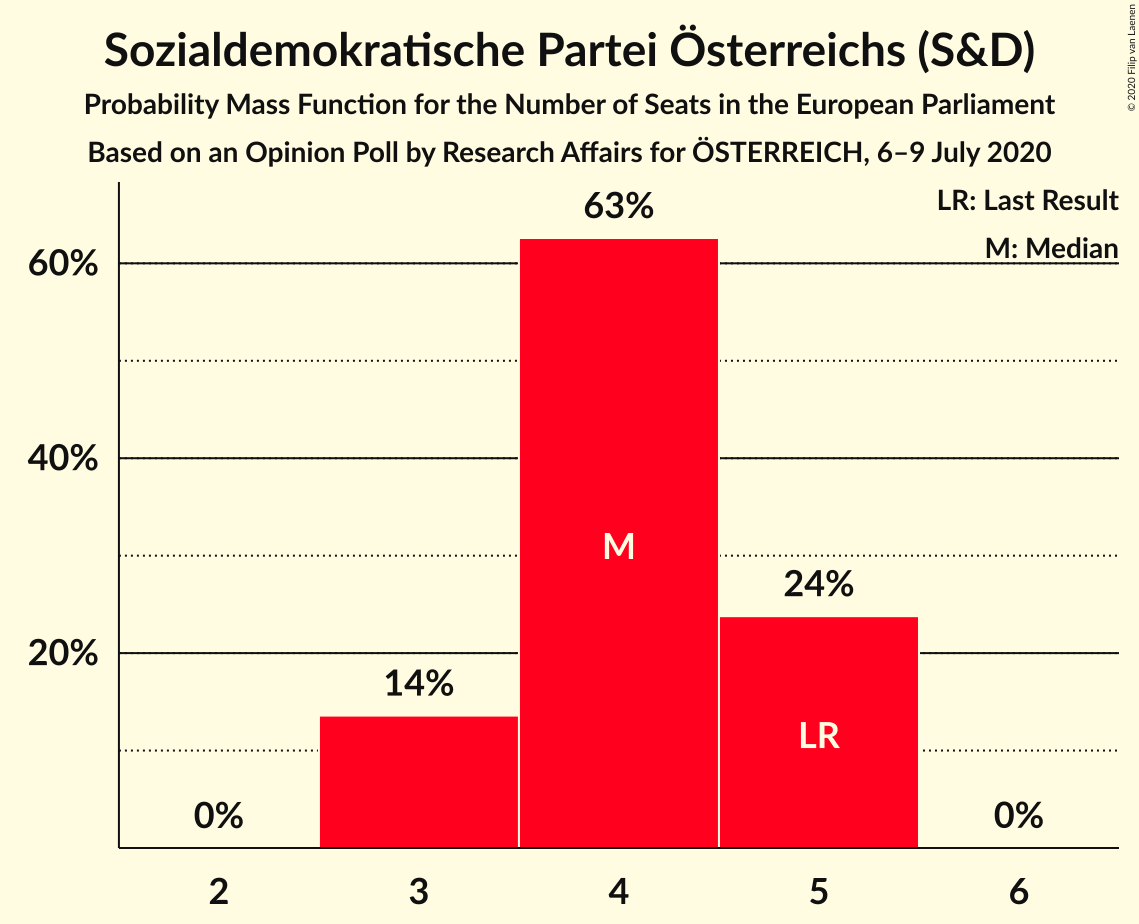 Sozialdemokratische Partei Österreichs (S&D)
Probability Mass Function for the Number of Seats in the European Parliament
Based on an Opinion Poll by Research Affairs for ÖSTERREICH, 6–9 July 2020
© 2020 Filip van Laenen
LR: Last Result
M: Median
60%
40%
20%
0%
14%
63%
M
24%
LR
0%
2
3
4
5
6